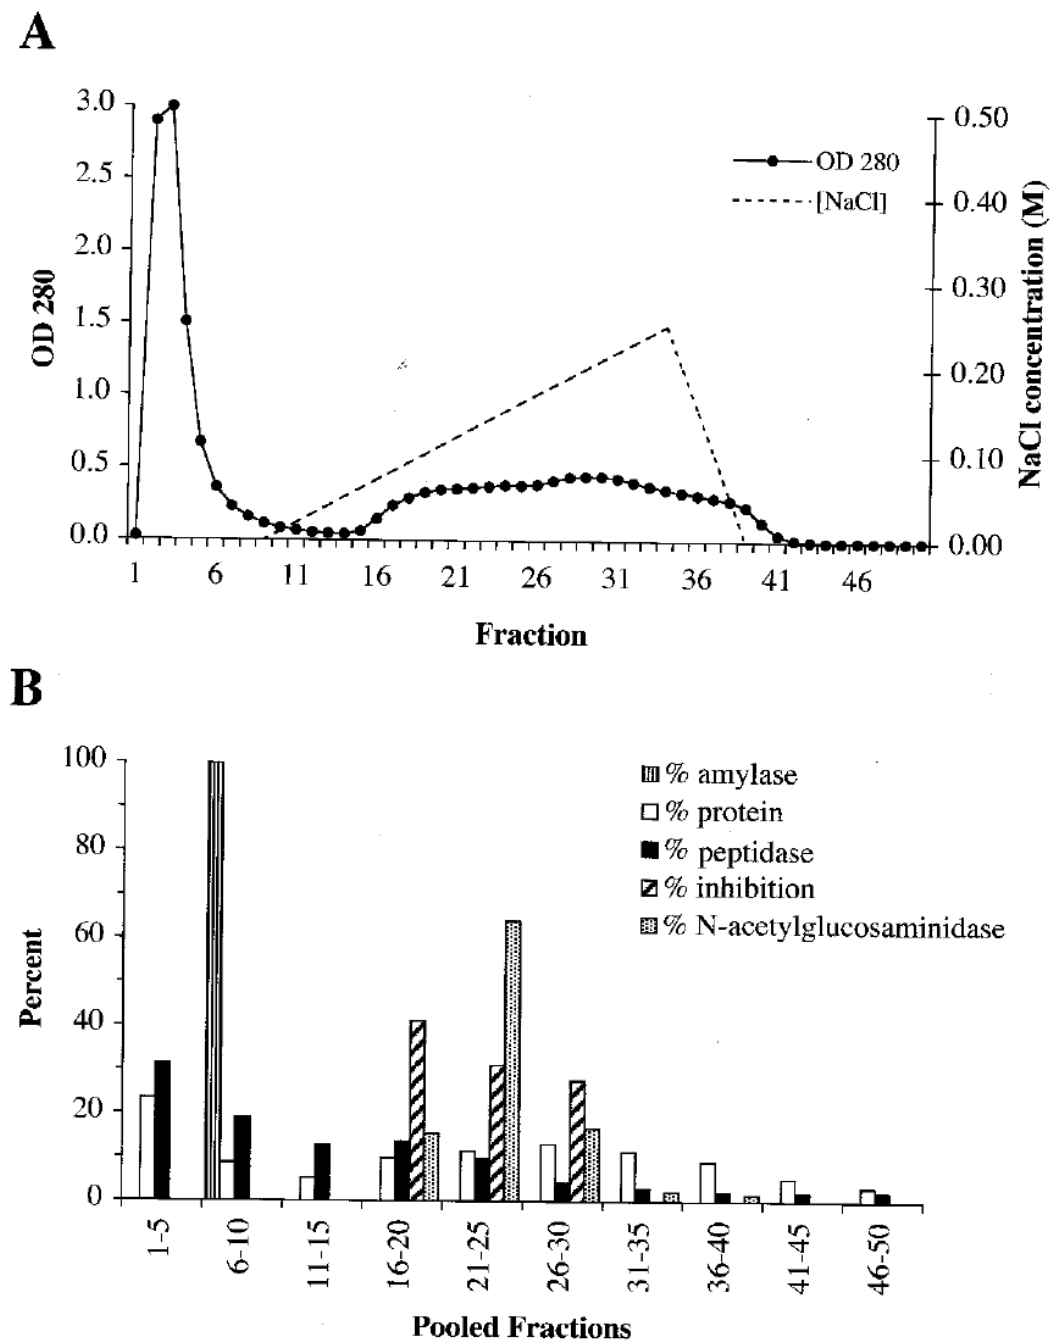 A
3.0
2.5
2.0
1.5
1.0
0.5
0.0
OD 280
0.50
0.40
0.30
0.20
0.10
0.00
NaCl concentration (M)
OD 280
[NaCl]
1 6 11 16 21 26 31 36 41 46
Fraction
B
100
80
60
40
20
0
Percent
% amylase
% protein
% peptidase
% inhibition
% N-acetylglucosaminidase
1-5 6-10 11-15 16-20 21-25 26-30 31-35 36-40 41-45 46-50
Pooled Fractions